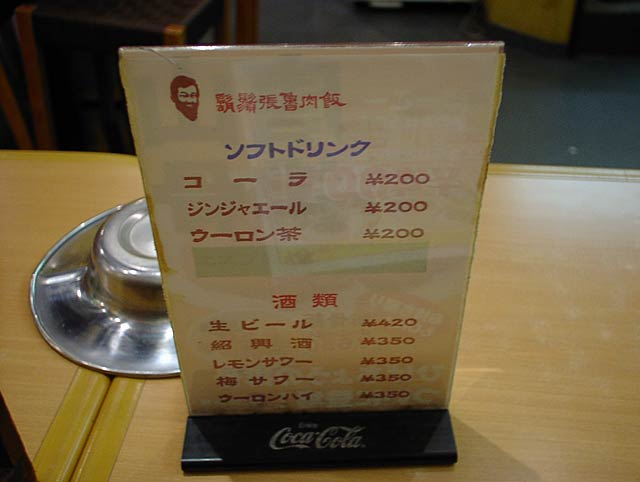 鬍鬚張魯肉飯
ソフトドリンク
コーラ ¥200
ジンジャエール ¥200
ウーロン茶 ¥200
酒類
生ビール ¥420
紹興酒 ¥350
レモンサワー ¥350
梅サワー ¥350
ウーロンハイ ¥350
Enjoy
Coca-Cola